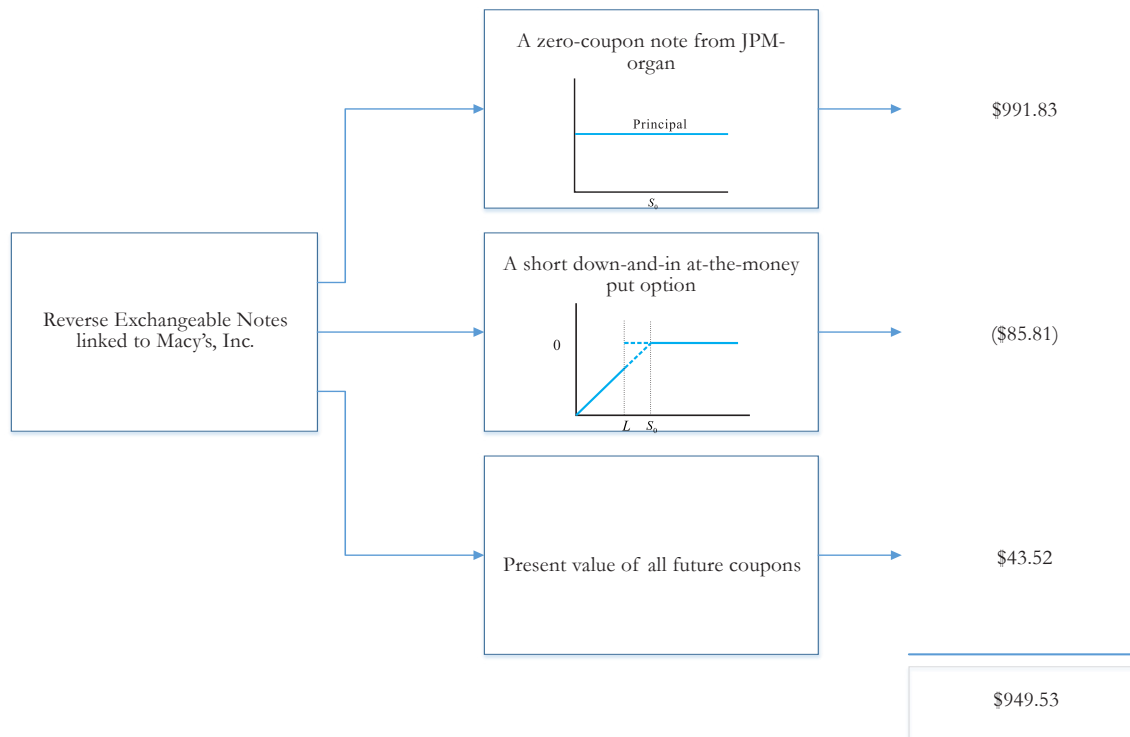 A zero-coupon note from JPM-
organ
Principal
S₀
$991.83
Reverse Exchangeable Notes
linked to Macy's, Inc.
A short down-and-in at-the-money
put option
0
L S₀
($85.81)
Present value of all future coupons
$43.52
$949.53